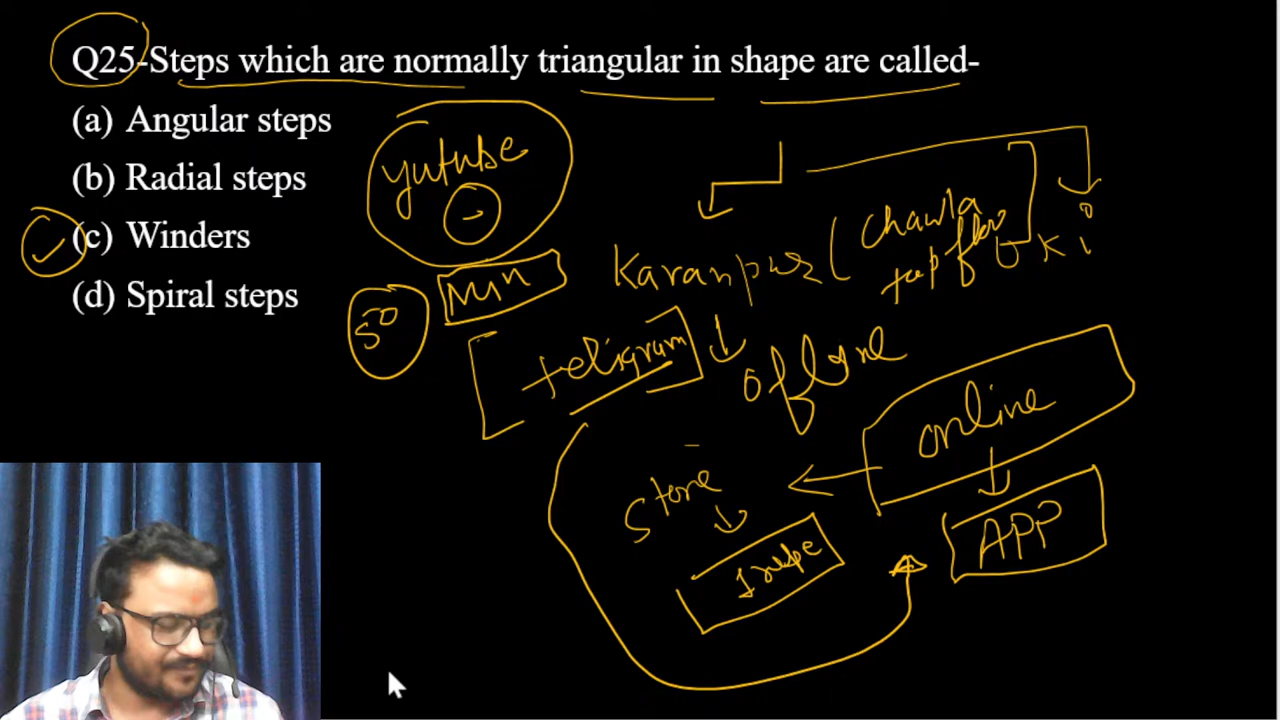 Q25-Steps which are normally triangular in shape are called-
(a) Angular steps
(b) Radial steps
(c) Winders
(d) Spiral steps
yutube
50 Min
Karanpur (Chawla
teligram
online
Store
APP